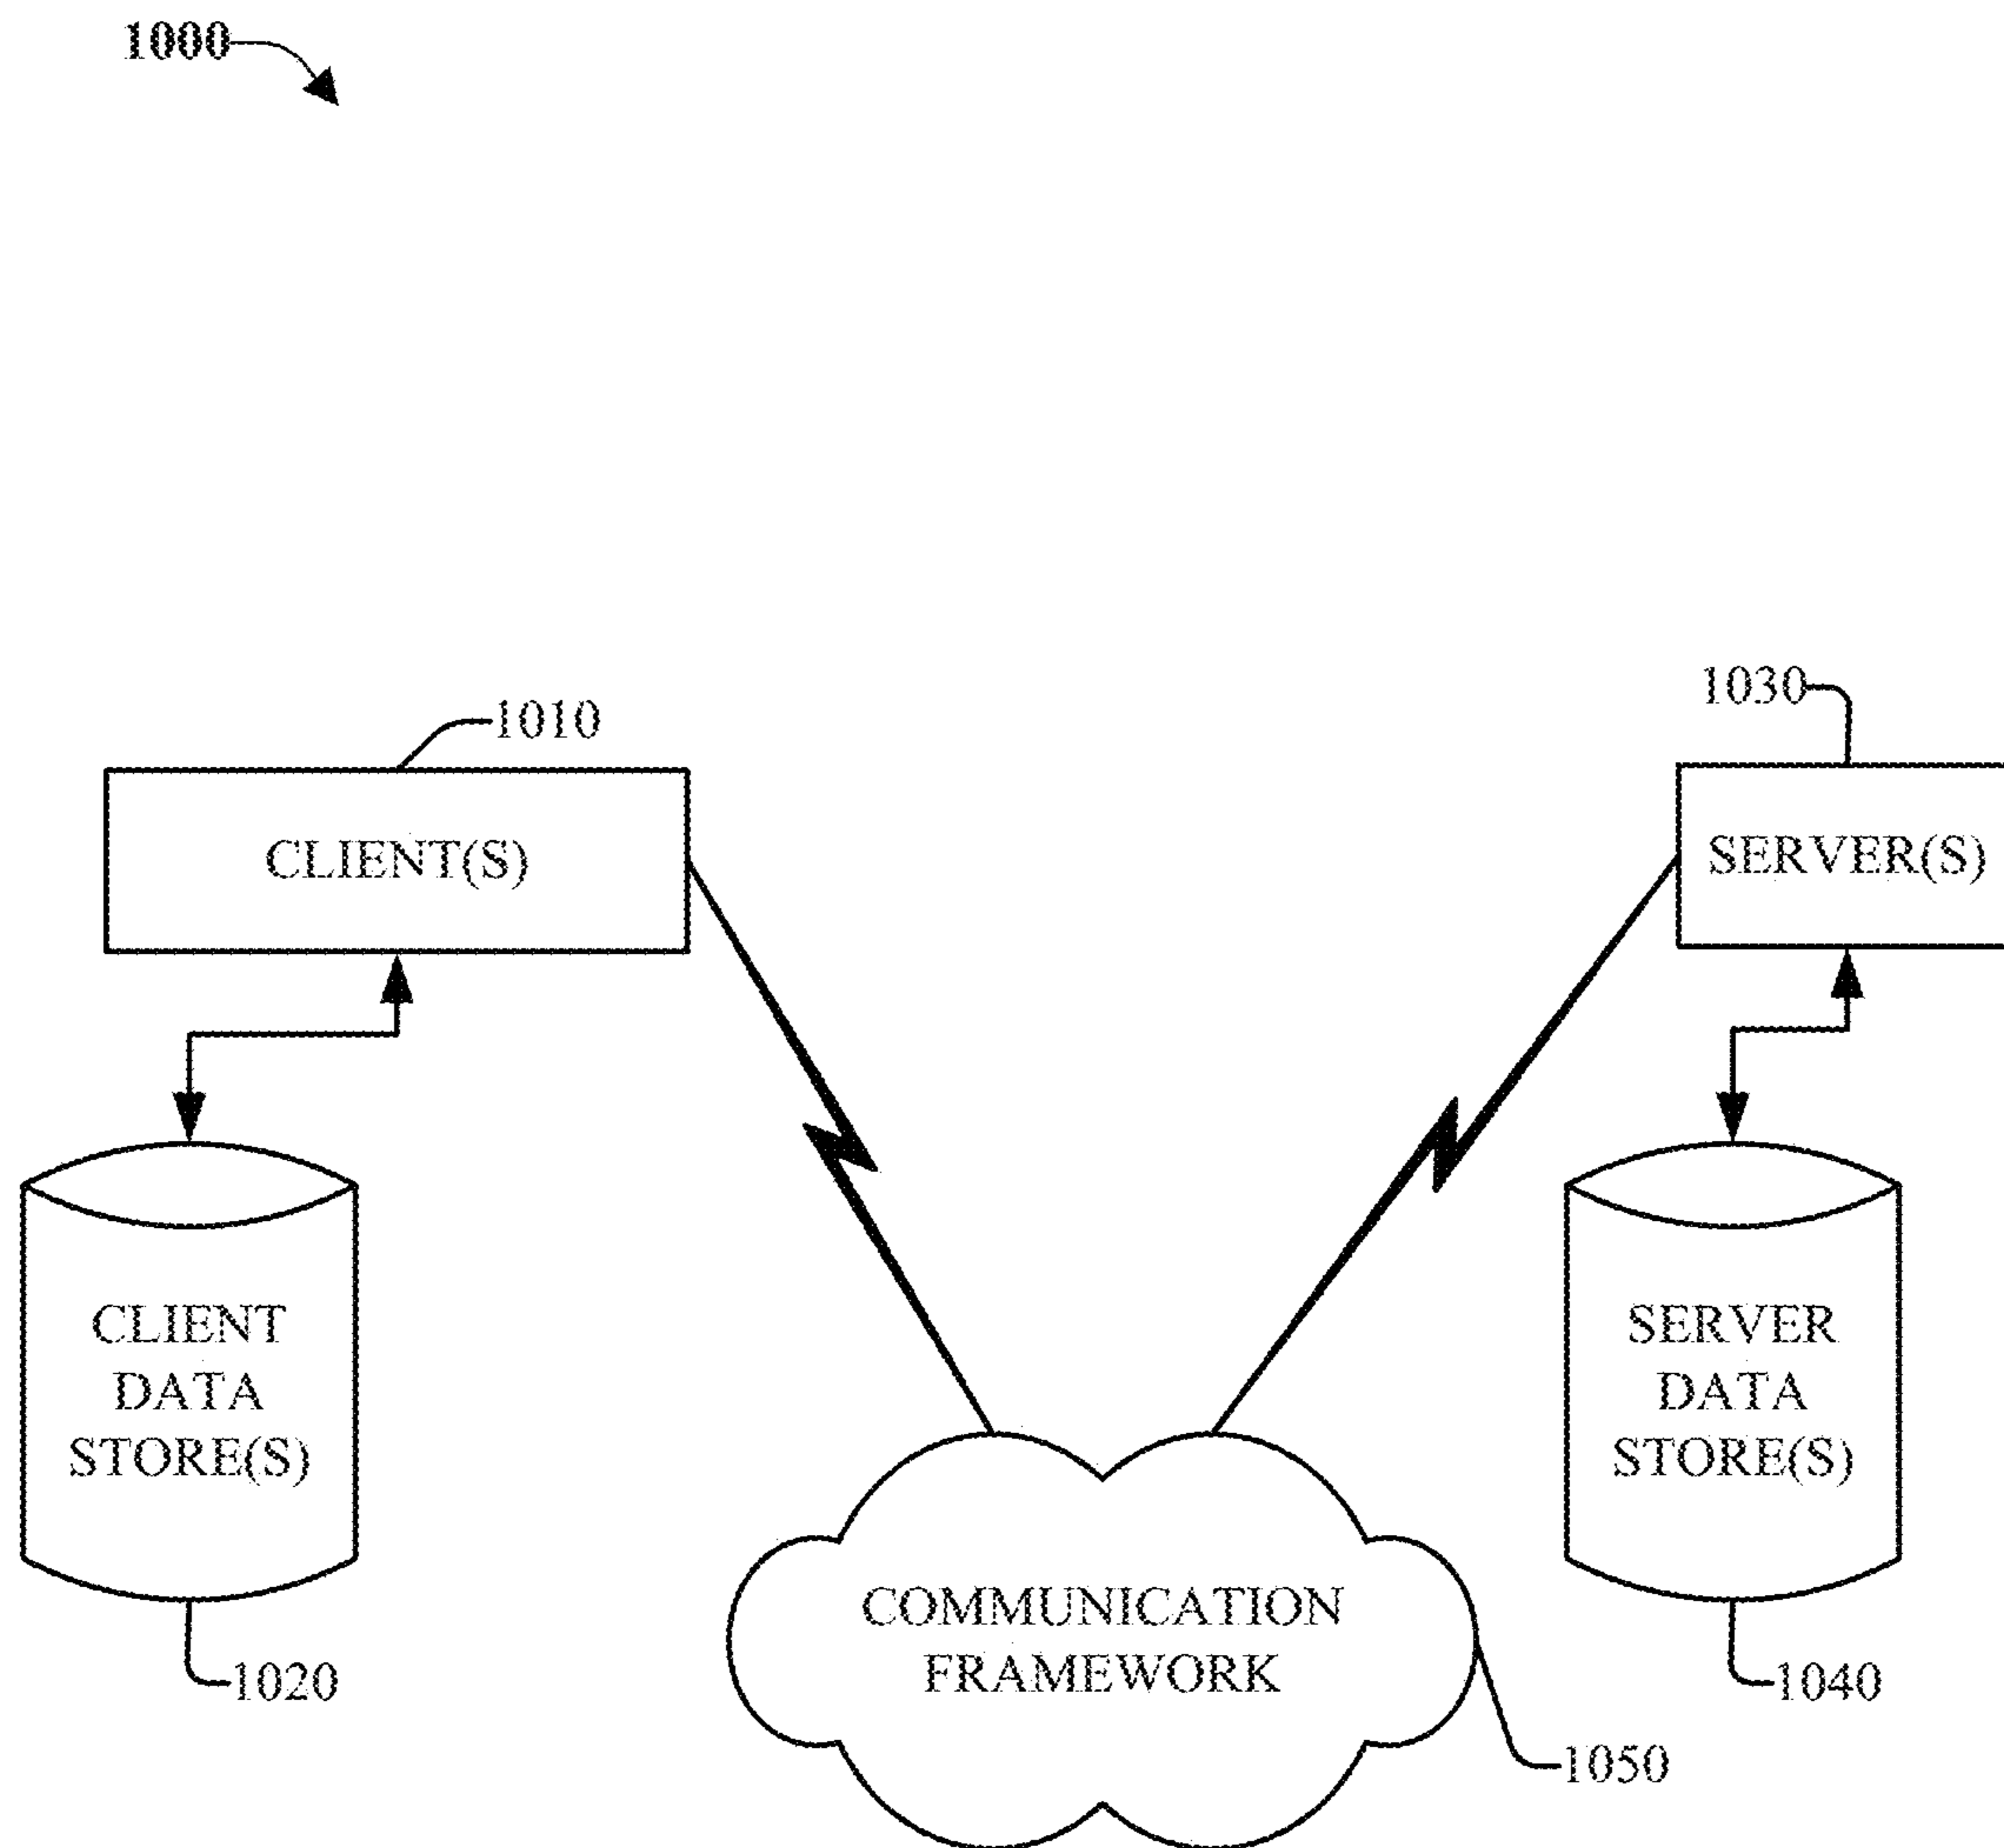 1000
1010
1030
CLIENT(S)
SERVER(S)
CLIENT
DATA
STORE(S)
SERVER
DATA
STORE(S)
COMMUNICATION
FRAMEWORK
1020
1040
1050